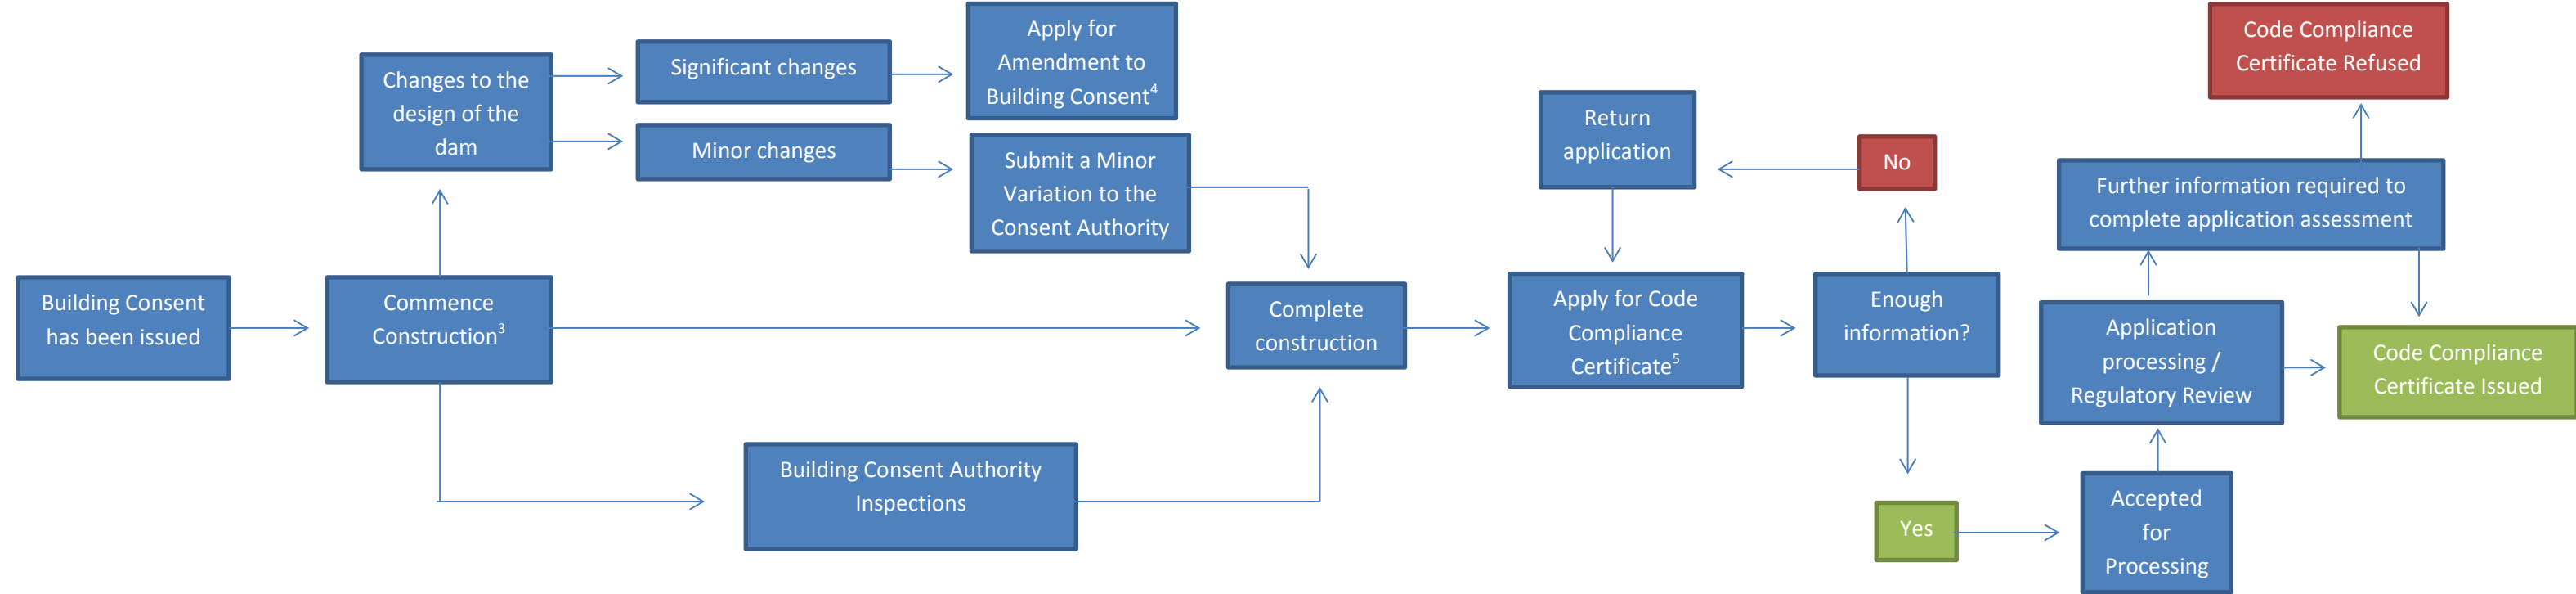 Building Consent
has been issued
Commence
Construction³
Changes to the
design of the
dam
Significant changes
Minor changes
Apply for
Amendment to
Building Consent⁴
Submit a Minor
Variation to the
Consent Authority
Building Consent Authority
Inspections
Complete
construction
Return
application
Apply for Code
Compliance
Certificate⁵
No
Enough
information?
Yes
Accepted
for
Processing
Application
processing /
Regulatory Review
Further information required to
complete application assessment
Code Compliance
Certificate Refused
Code Compliance
Certificate Issued